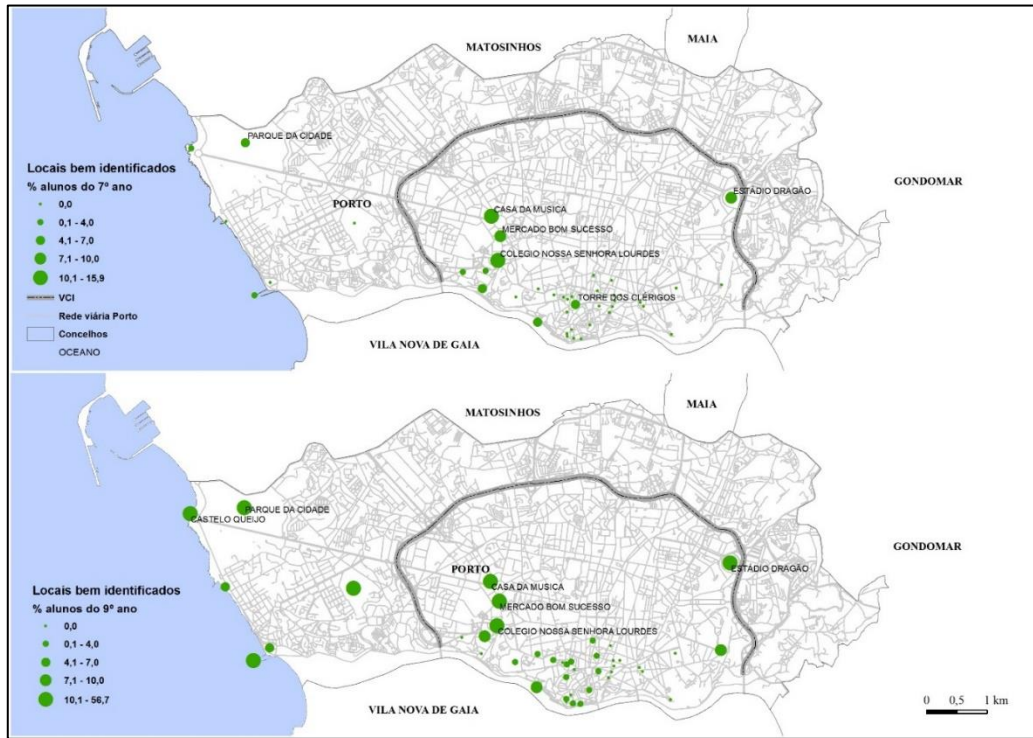 MATOSINHOS
MAIA
PARQUE DA CIDADE
Locais bem identificados
% alunos do 7º ano
0,0
0,1 - 4,0
4,1 - 7,0
7,1 - 10,0
10,1 - 15,9
VCI
Rede viária Porto
Concelhos
OCEANO
GONDOMAR
ESTÁDIO DRAGÃO
PORTO
CASA DA MUSICA
MERCADO BOM SUCESSO
COLEGIO NOSSA SENHORA LOURDES
TORRE DOS CLÉRIGOS
VILA NOVA DE GAIA
MATOSINHOS
MAIA
PARQUE DA CIDADE
CASTELO QUEIJO
GONDOMAR
ESTÁDIO DRAGÃO
PORTO
CASA DA MUSICA
MERCADO BOM SUCESSO
COLEGIO NOSSA SENHORA LOURDES
Locais bem identificados
% alunos do 9º ano
0,0
0,1 - 4,0
4,1 - 7,0
7,1 - 10,0
10,1 - 56,7
VILA NOVA DE GAIA
0 0,5 1 km